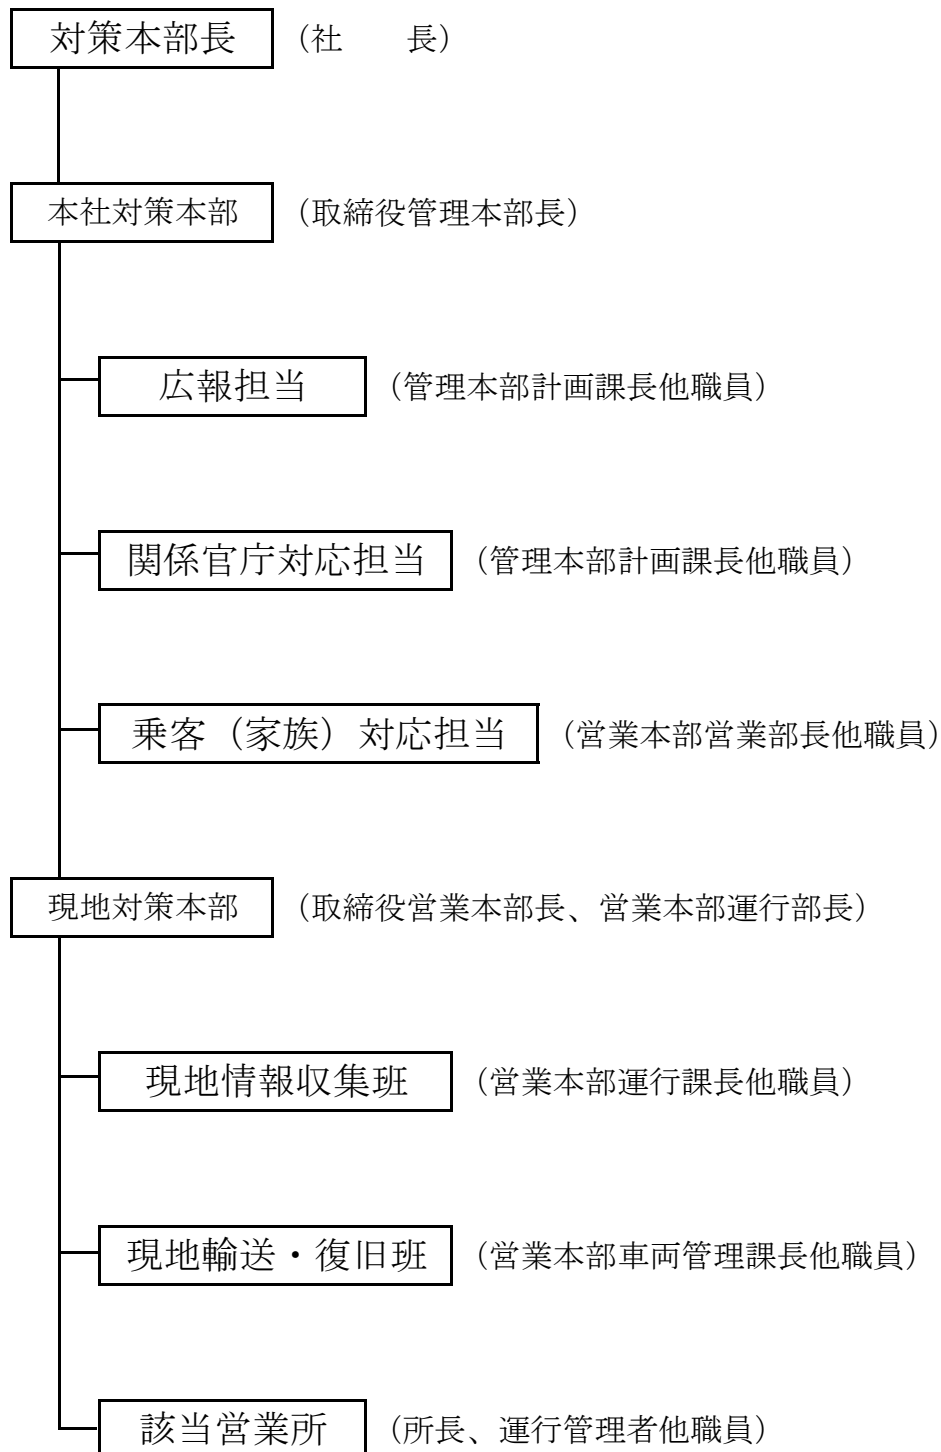 対策本部長 （社　　長）
本社対策本部 （取締役管理本部長）
広報担当 （管理本部計画課長他職員）
関係官庁対応担当 （管理本部計画課長他職員）
乗客（家族）対応担当 （営業本部営業部長他職員）
現地対策本部 （取締役営業本部長、営業本部運行部長）
現地情報収集班 （営業本部運行課長他職員）
現地輸送・復旧班 （営業本部車両管理課長他職員）
該当営業所 （所長、運行管理者他職員）